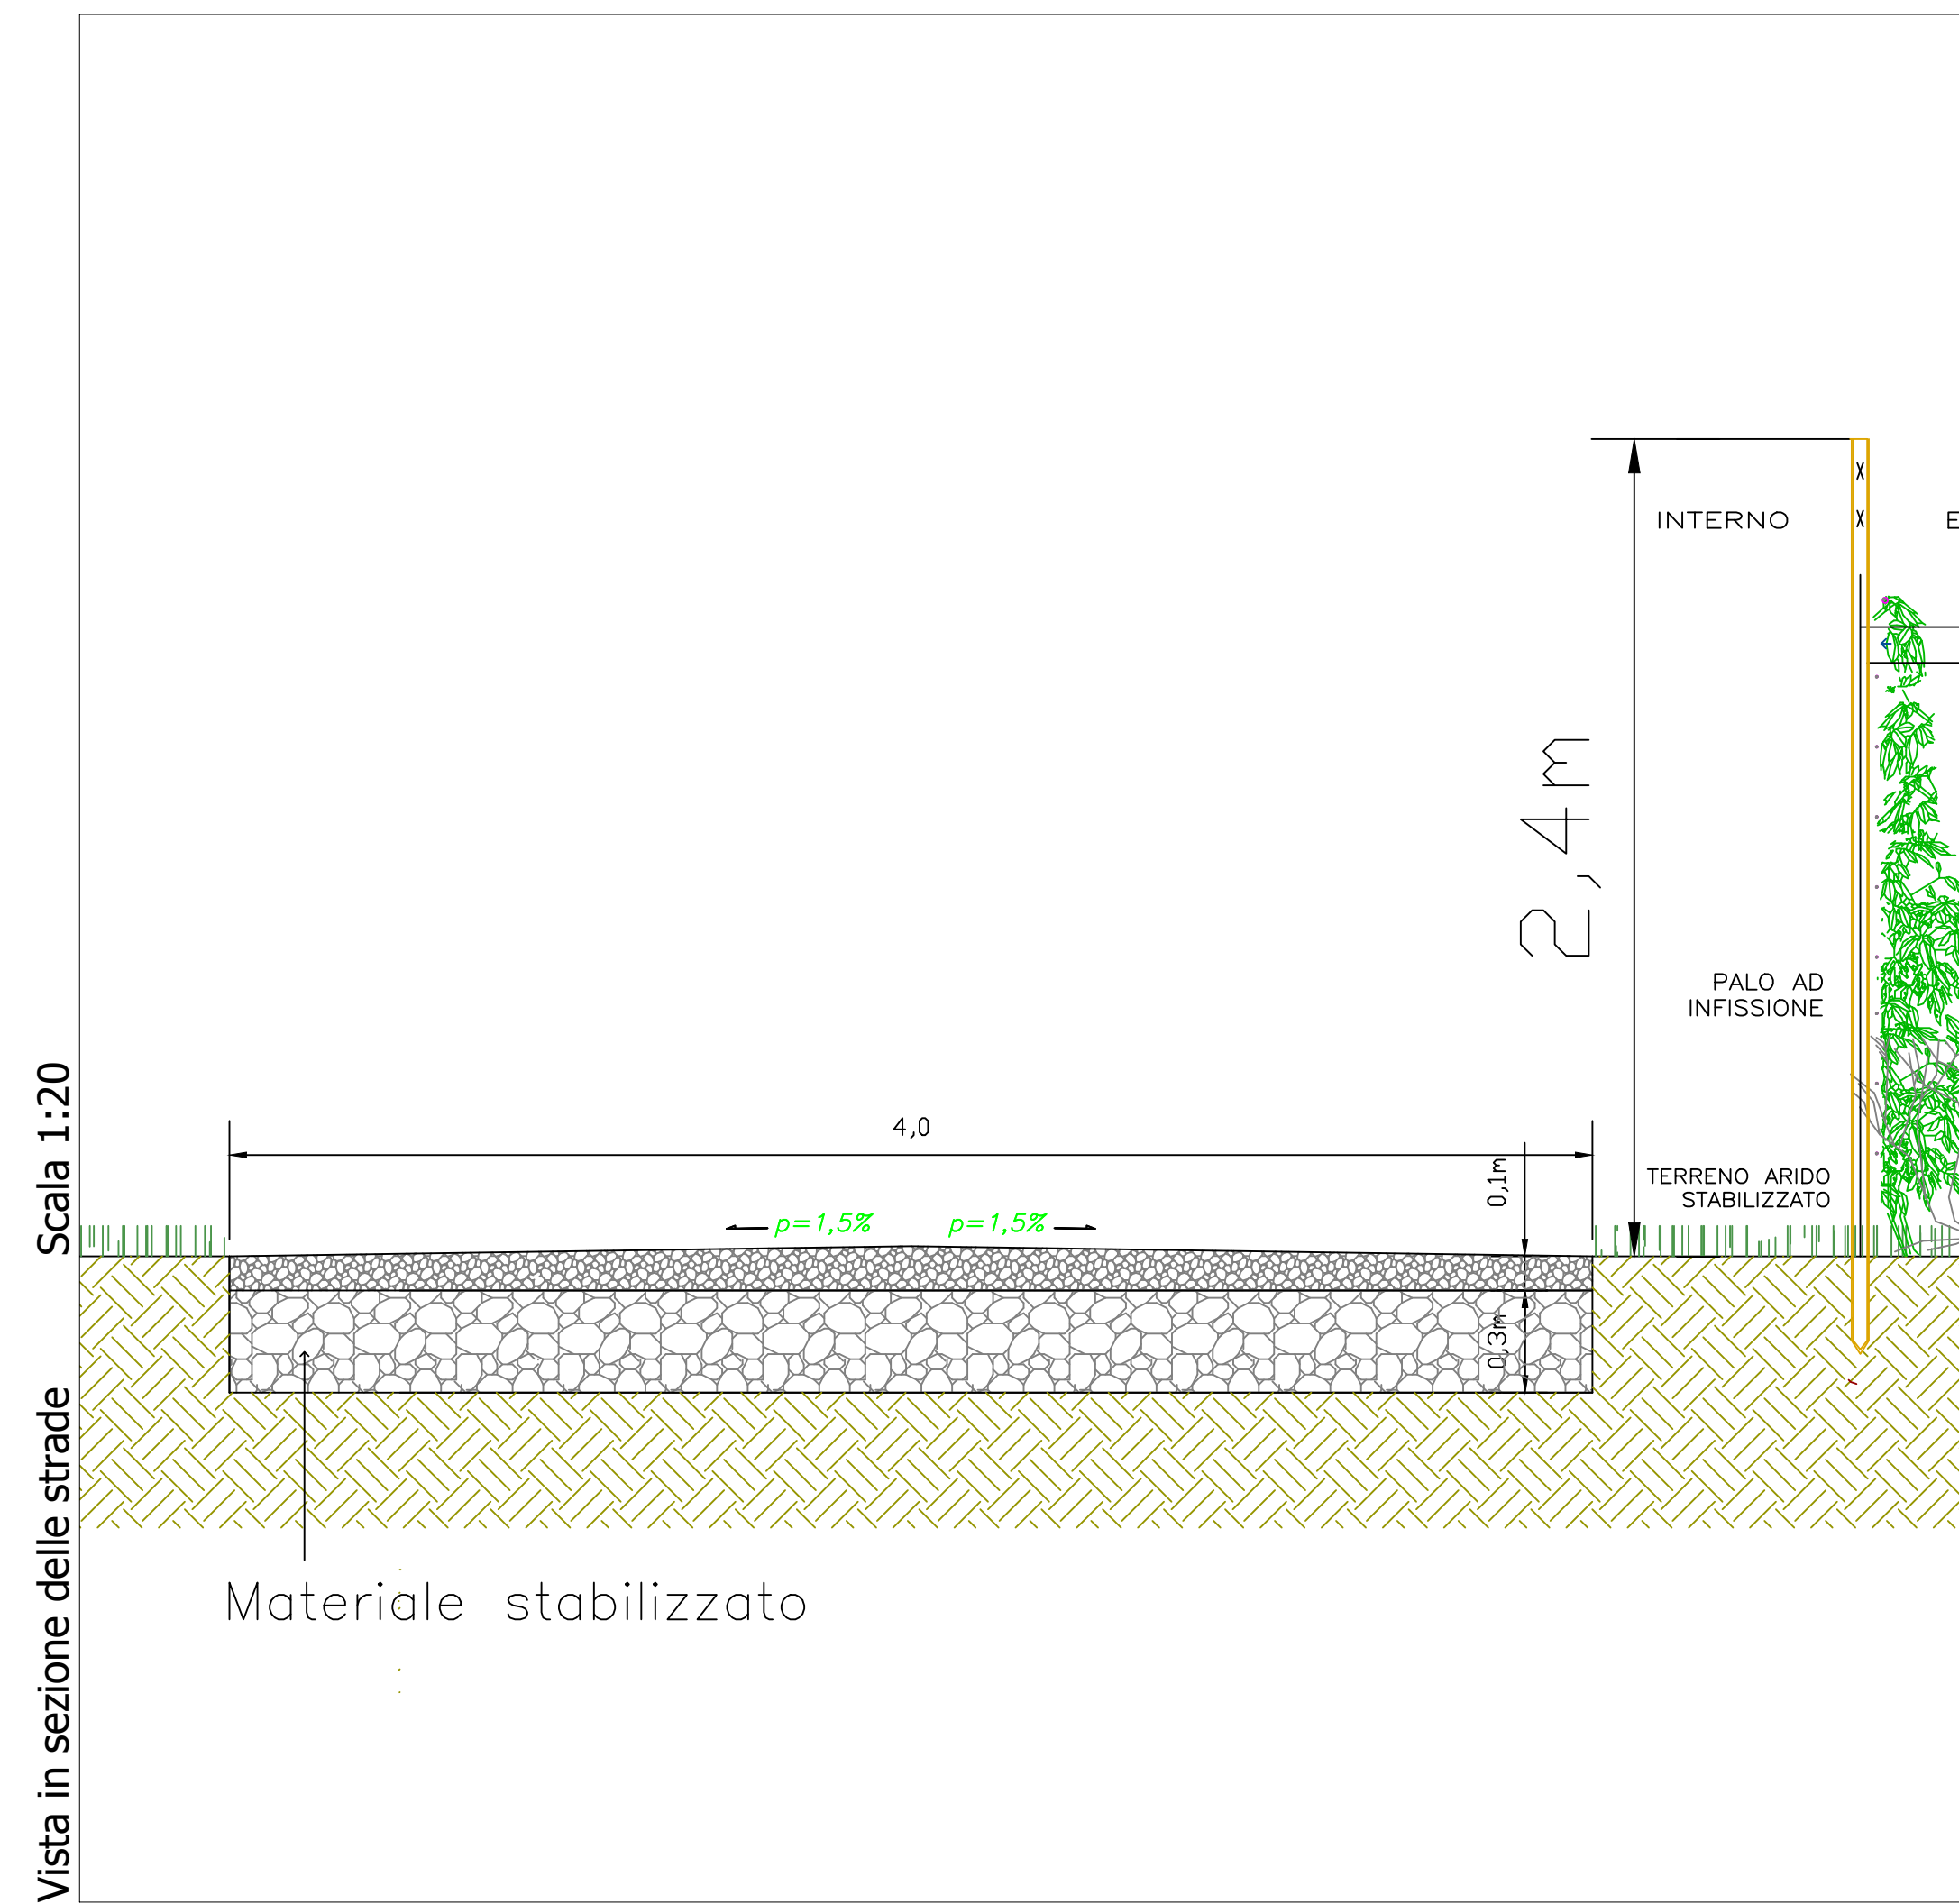 Vista in sezione delle strade
Scala 1:20
INTERNO
E
2,4m
PALO AD
INFISSIONE
4,0
0,1m
TERRENO ARIDO
STABILIZZATO
p=1,5%
p=1,5%
0,3m
Materiale stabilizzato